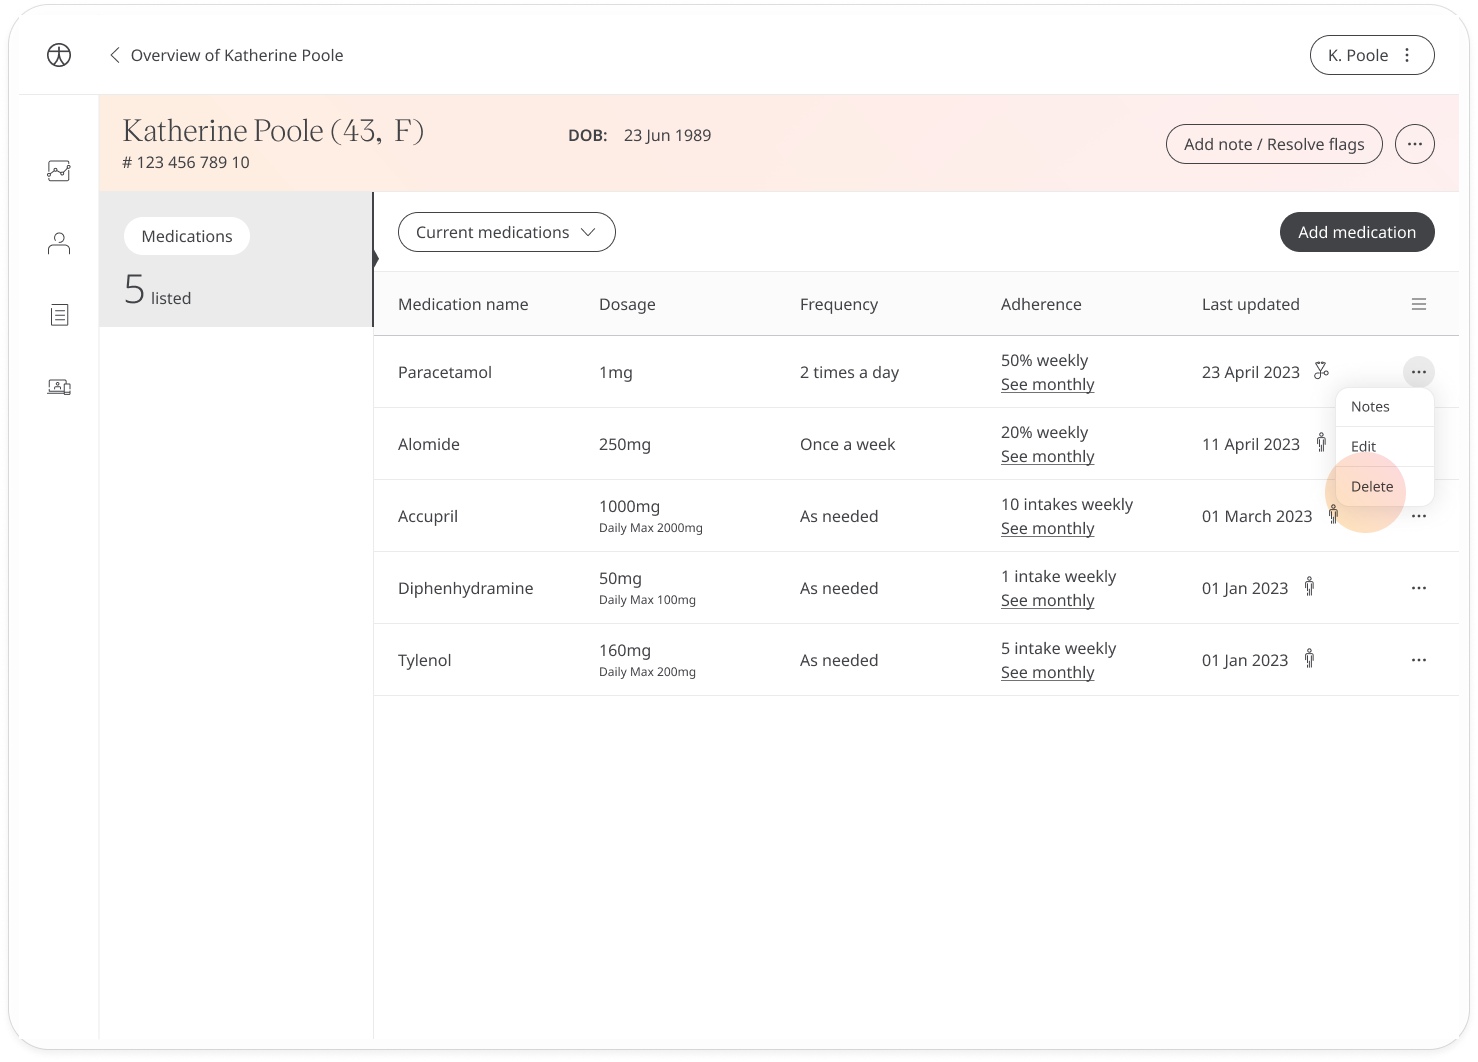 Overview of Katherine Poole
K. Poole
Katherine Poole (43, F)
# 123 456 789 10
DOB: 23 Jun 1989
Add note / Resolve flags
Medications
5 listed
Current medications
Add medication
Medication name Dosage Frequency Adherence Last updated
Paracetamol 1mg 2 times a day 50% weekly 23 April 2023
See monthly
Notes
Edit
Delete
Alomide 250mg Once a week 20% weekly 11 April 2023
See monthly
Accupril 1000mg As needed 10 intakes weekly 01 March 2023
Daily Max 2000mg See monthly
Diphenhydramine 50mg As needed 1 intake weekly 01 Jan 2023
Daily Max 100mg See monthly
Tylenol 160mg As needed 5 intake weekly 01 Jan 2023
Daily Max 200mg See monthly